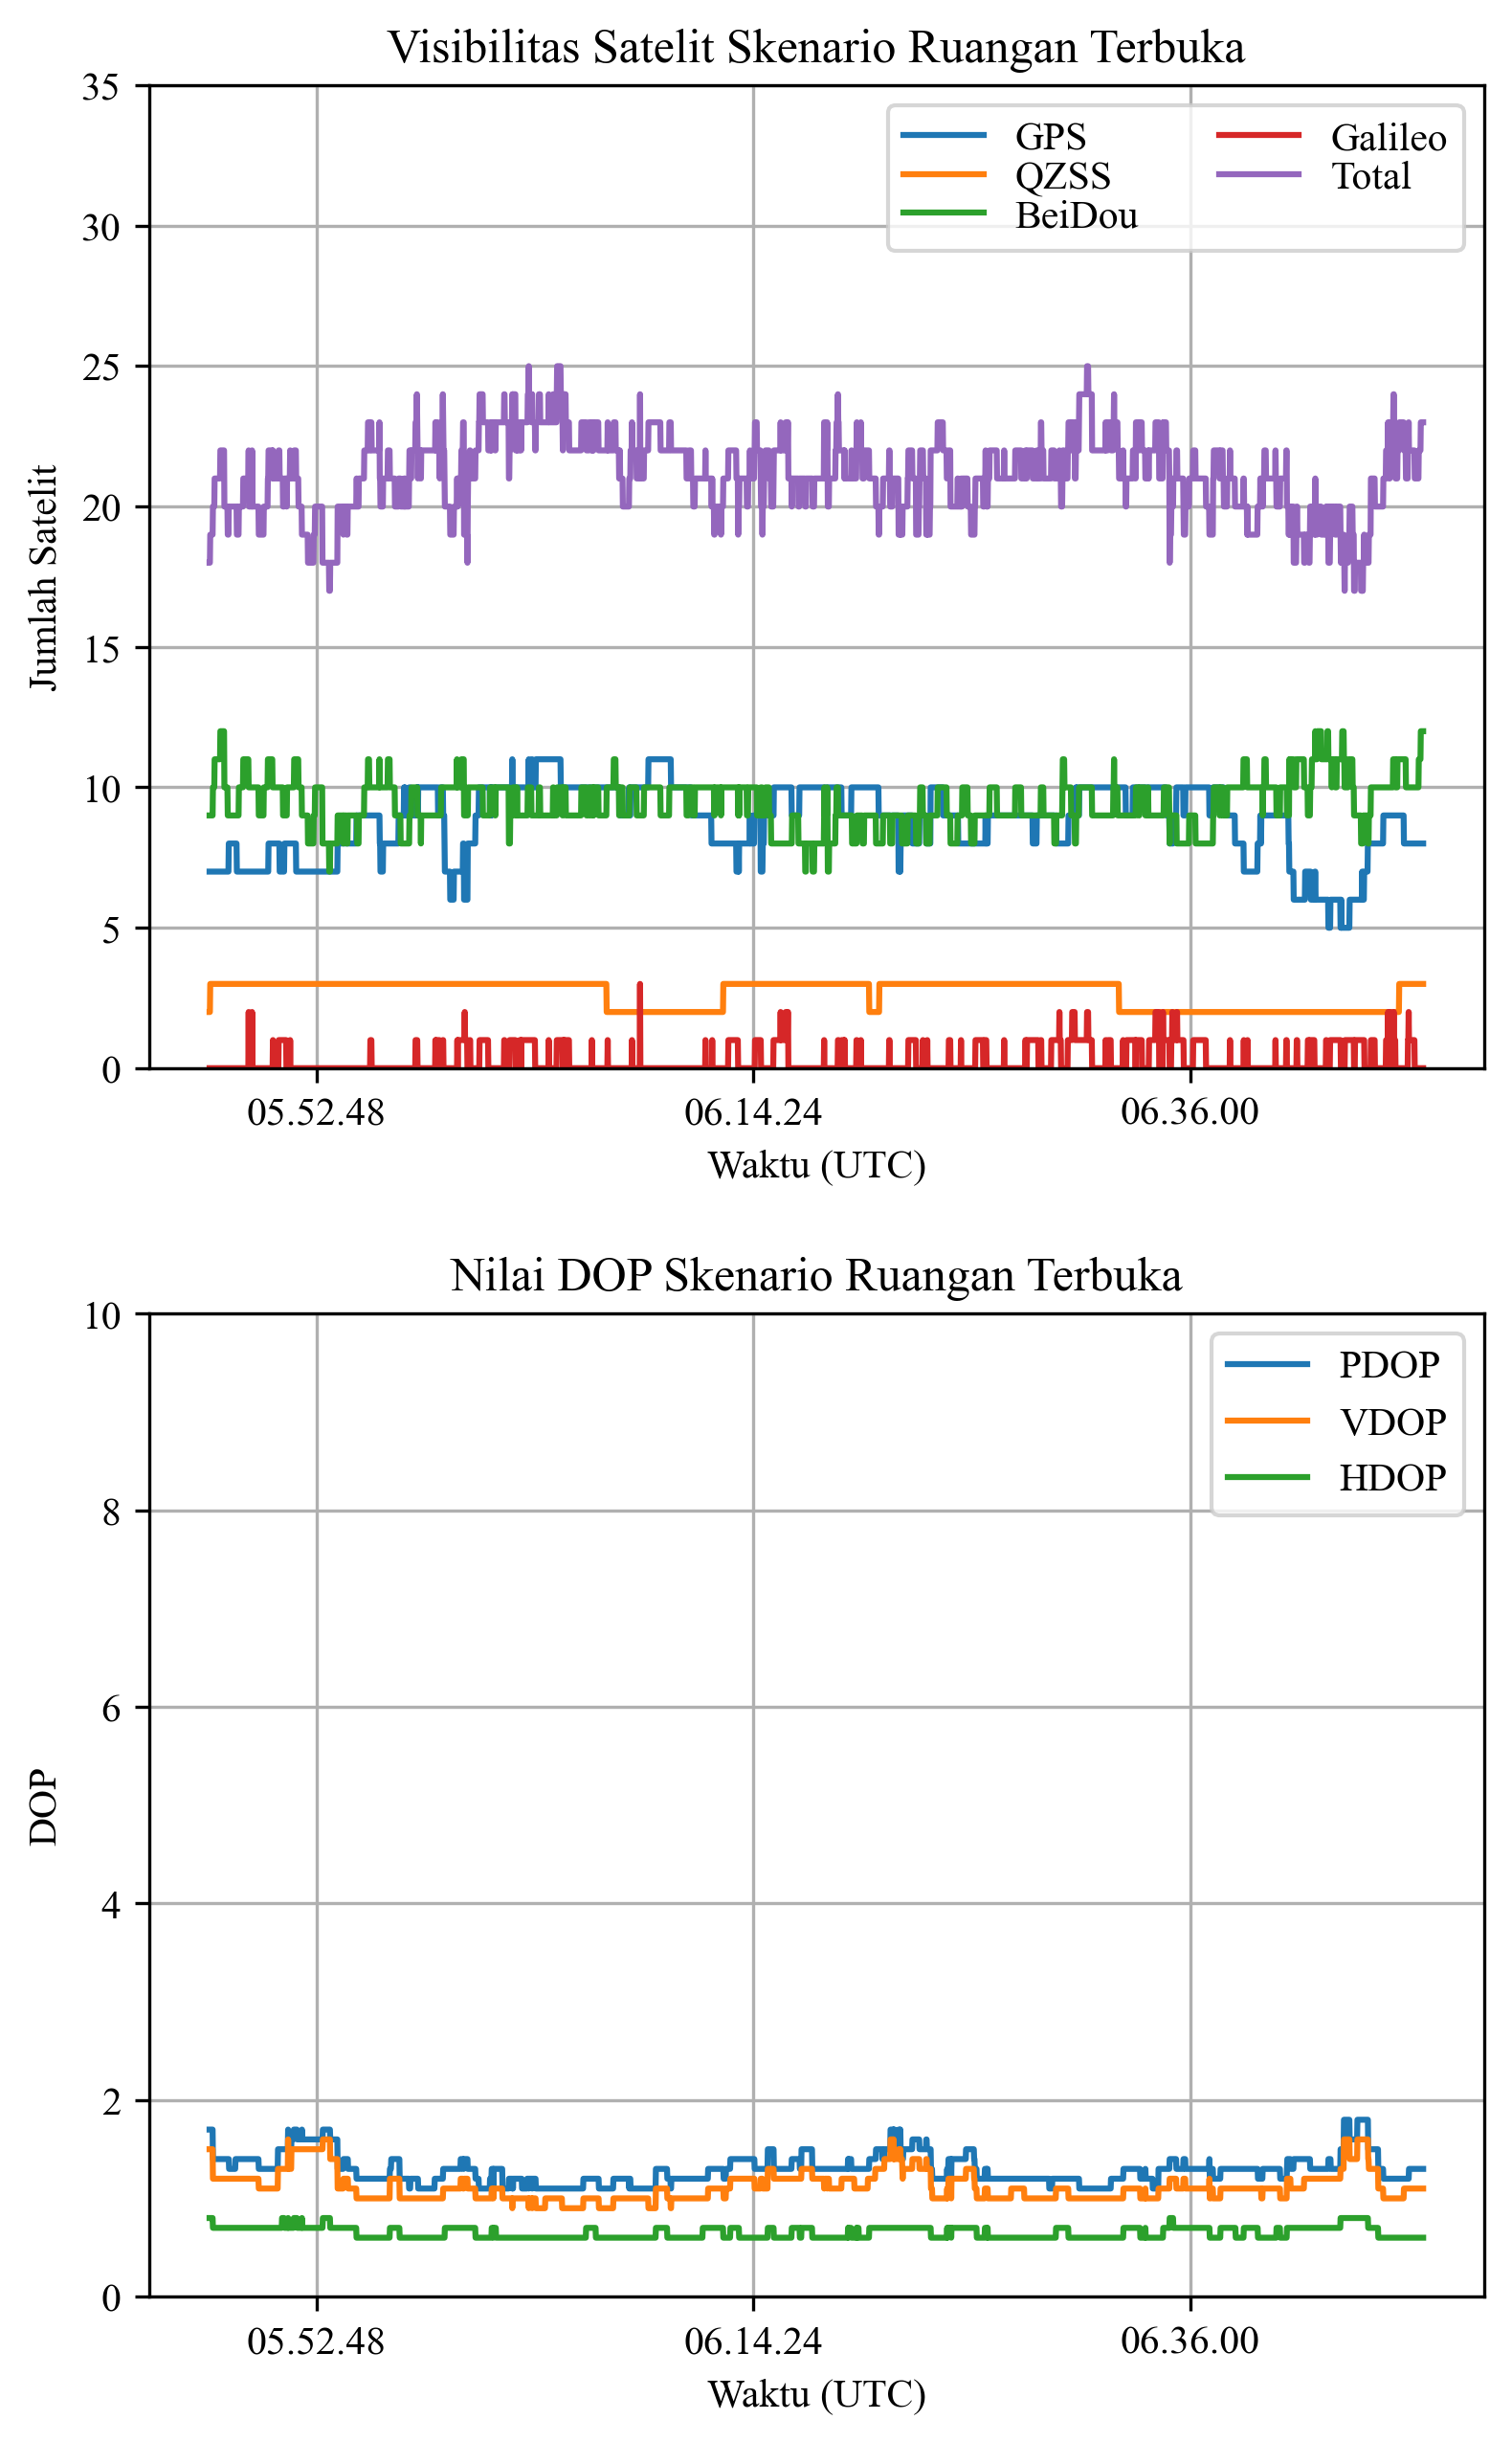 Visibilitas Satelit Skenario Ruangan Terbuka
35
30
25
20
15
10
5
0
Jumlah Satelit
GPS
QZSS
BeiDou
Galileo
Total
05.52.48
06.14.24
06.36.00
Waktu (UTC)
Nilai DOP Skenario Ruangan Terbuka
10
8
6
4
2
0
DOP
PDOP
VDOP
HDOP
05.52.48
06.14.24
06.36.00
Waktu (UTC)